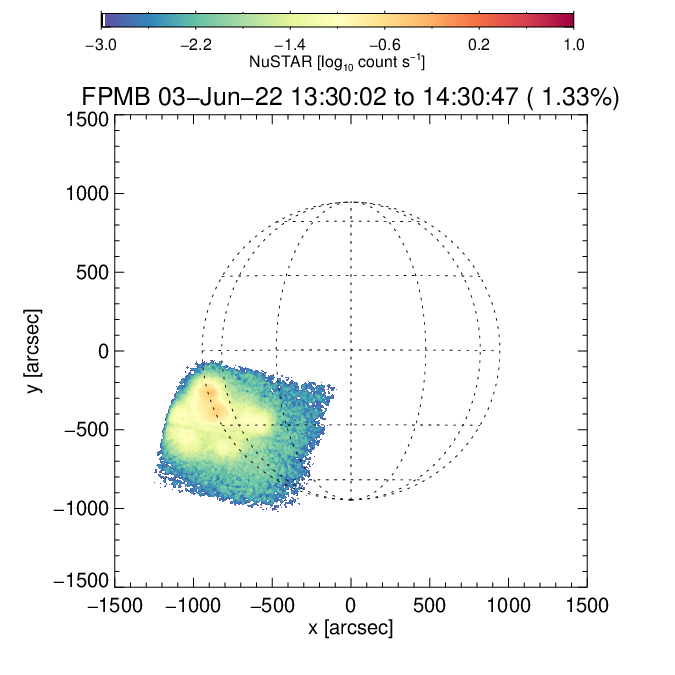 −3.0 −2.2 −1.4 −0.6 0.2 1.0
NuSTAR [log₁₀ count s⁻¹]
FPMB 03−Jun−22 13:30:02 to 14:30:47 ( 1.33%)
1500
1000
500
0
−500
−1000
−1500
y [arcsec]
−1500 −1000 −500 0 500 1000 1500
x [arcsec]